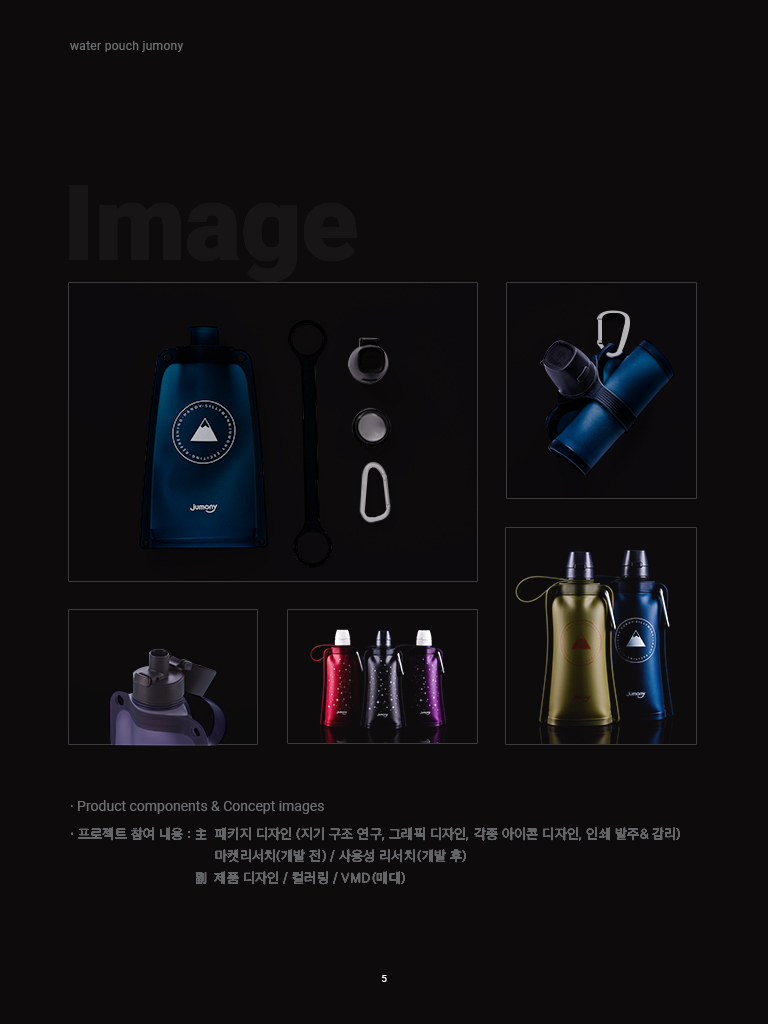 water pouch jumony
Image
Jumony
Jumony
· Product components & Concept images
· 프로젝트 참여 내용 : 主 패키지 디자인 (지기 구조 연구, 그래픽 디자인, 각종 아이콘 디자인, 인쇄 발주& 감리)
마켓리서치(개발 전) / 사용성 리서치(개발 후)
副 제품 디자인 / 컬러링 / VMD(매대)
5